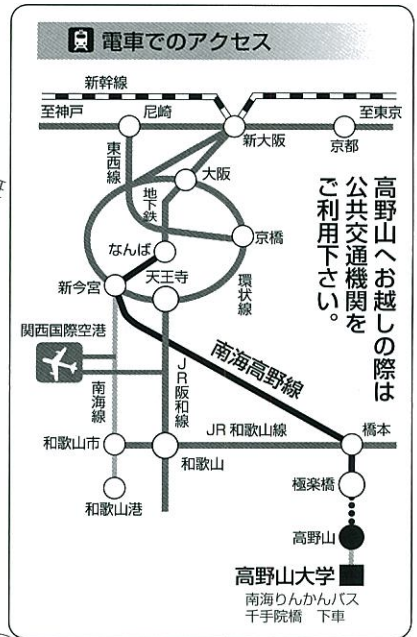 電車でのアクセス
新幹線
至神戸
尼崎
至東京
新大阪
京都
東西線
地下鉄
大阪
高野山へお越しの際は
公共交通機関を
ご利用下さい。
なんば
京橋
天王寺
新今宮
環状線
関西国際空港
南海高野線
JR阪和線
南海線
JR和歌山線
橋本
和歌山市
和歌山
極楽橋
和歌山港
高野山
高野山大学
南海りんかんバス
千手院橋 下車